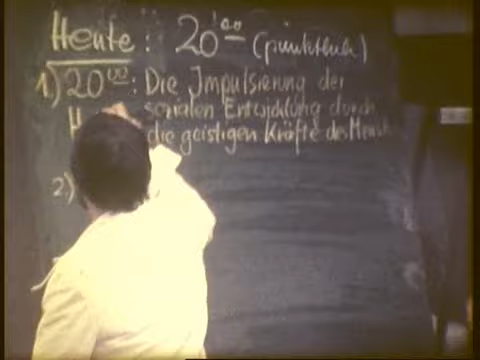 Heute: 20⁰⁰ (pünktlich)
1) 20⁰⁰: Die Impulsierung der
sozialen Entwicklung durch
H die geistigen Kräfte des Mensch
2)